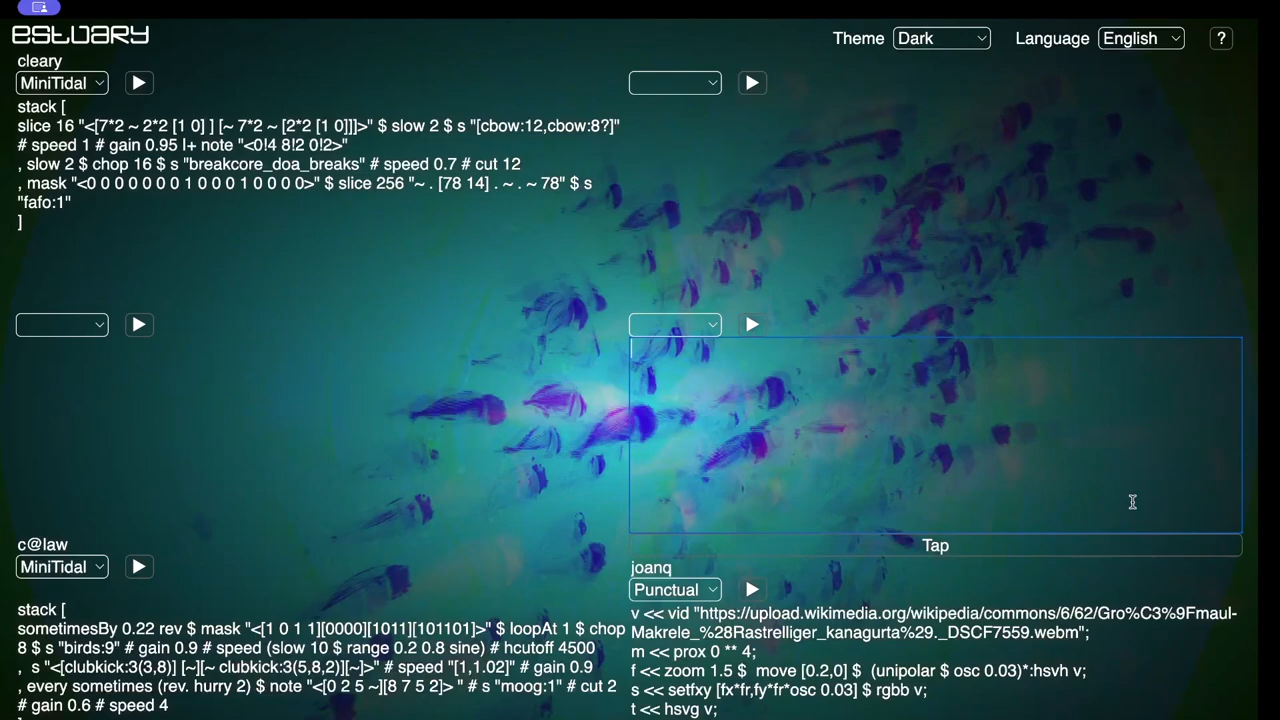 estuary
Theme Dark Language English ?
cleary
MiniTidal
stack [
slice 16 "<[7*2 ~ 2*2 [1 0] ] [~ 7*2 ~ [2*2 [1 0]]]>" $ slow 2 $ s "[cbow:12,cbow:8?]"
# speed 1 # gain 0.95 |+ note "<0!4 8!2 0!2>"
, slow 2 $ chop 16 $ s "breakcore_doa_breaks" # speed 0.7 # cut 12
, mask "<0 0 0 0 0 0 0 1 0 0 0 1 0 0 0 0>" $ slice 256 "~ . [78 14] . ~ . ~ 78" $ s
"fafo:1"
]
c@law
MiniTidal
stack [
sometimesBy 0.22 rev $ mask "<[1 0 1 1][0000][1011][101101]>" $ loopAt 1 $ chop
8 $ s "birds:9" # gain 0.9 # speed (slow 10 $ range 0.2 0.8 sine) # hcutoff 4500
, s "<[clubkick:3(3,8)] [~][~ clubkick:3(5,8,2)][~]>" # speed "[1,1.02]" # gain 0.9
, every sometimes (rev. hurry 2) $ note "<[0 2 5 ~][8 7 5 2]> " # s "moog:1" # cut 2
# gain 0.6 # speed 4
]
Tap
joanq
Punctual
v << vid "https://upload.wikimedia.org/wikipedia/commons/6/62/Gro%C3%9Fmaul-
Makrele_%28Rastrelliger_kanagurta%29._DSCF7559.webm";
m << prox 0 ** 4;
f << zoom 1.5 $  move [0.2,0] $  (unipolar $ osc 0.03)*:hsvh v;
s << setfxy [fx*fr,fy*fr*osc 0.03] $ rgbb v;
t << hsvg v;